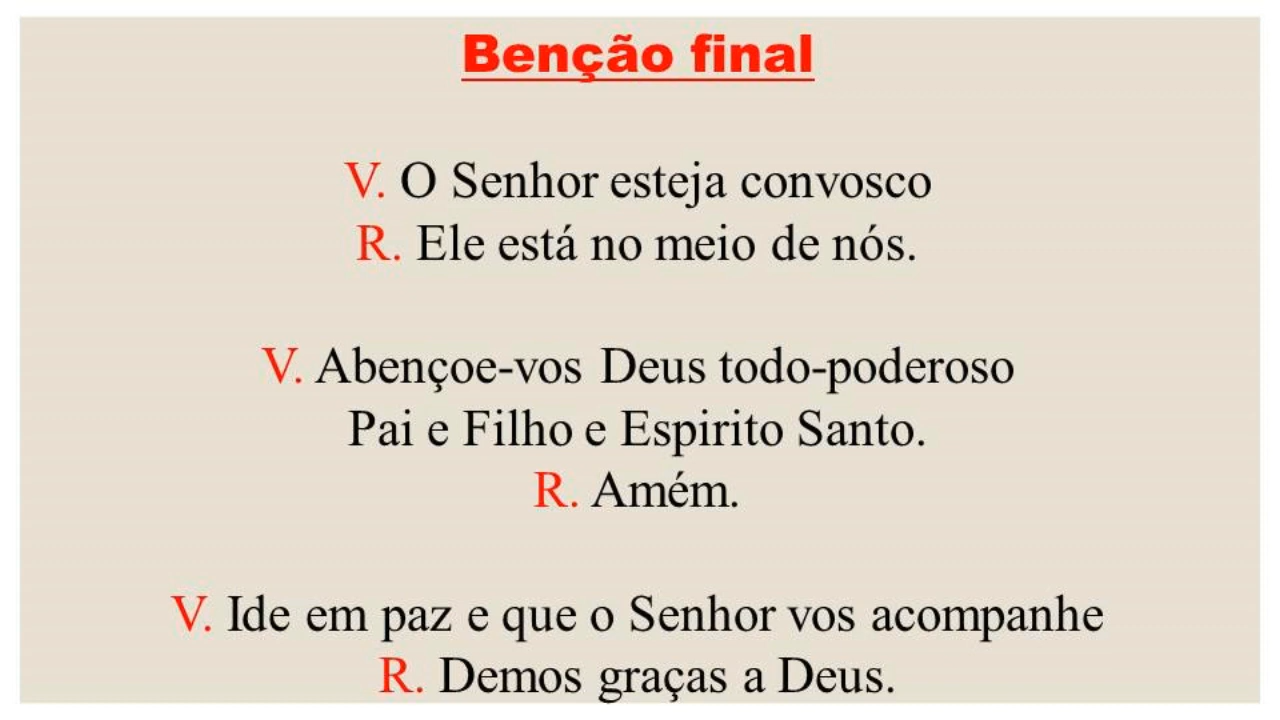 Benção final
V. O Senhor esteja convosco
R. Ele está no meio de nós.
V. Abençoe-vos Deus todo-poderoso
Pai e Filho e Espirito Santo.
R. Amém.
V. Ide em paz e que o Senhor vos acompanhe
R. Demos graças a Deus.